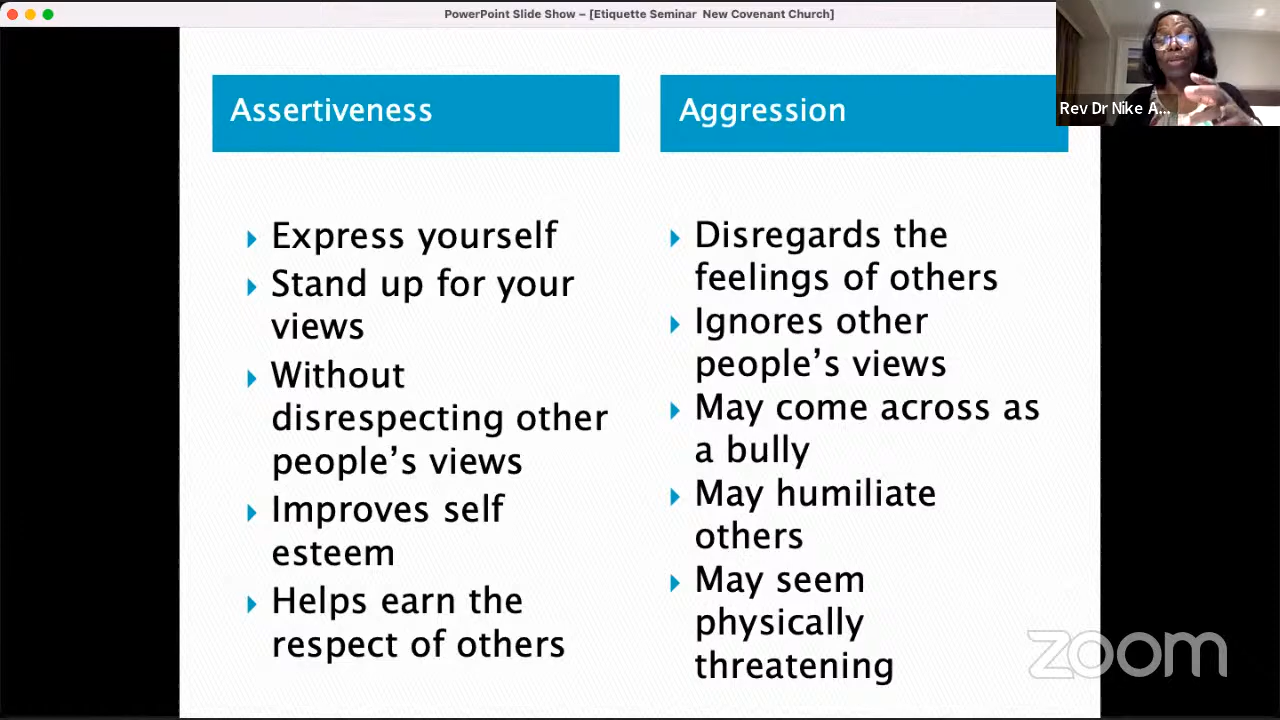 PowerPoint Slide Show – [Etiquette Seminar New Covenant Church]
Rev Dr Nike A...
Assertiveness
Express yourself
Stand up for your
views
Without
disrespecting other
people’s views
Improves self
esteem
Helps earn the
respect of others
Aggression
Disregards the
feelings of others
Ignores other
people’s views
May come across as
a bully
May humiliate
others
May seem
physically
threatening
zoom